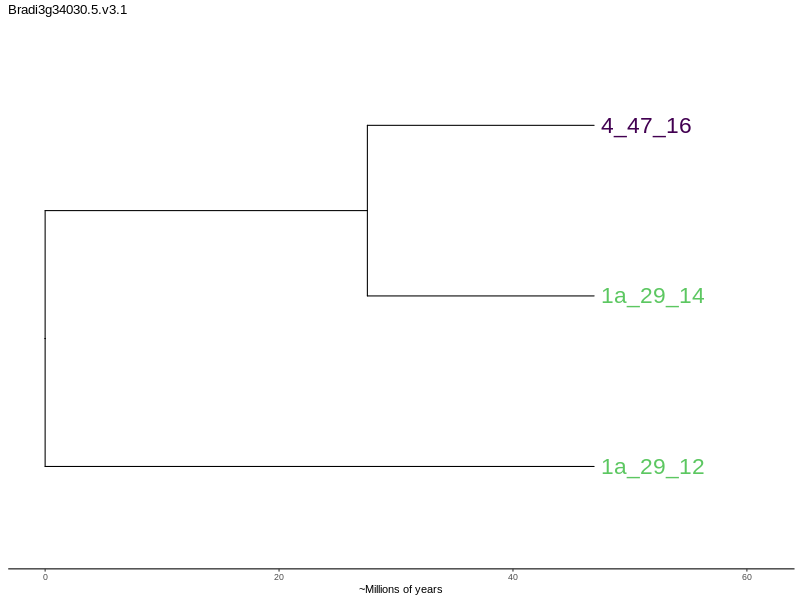 Bradi3g34030.5.v3.1
4_47_16
1a_29_14
1a_29_12
0 20 40 60
~Millions of years